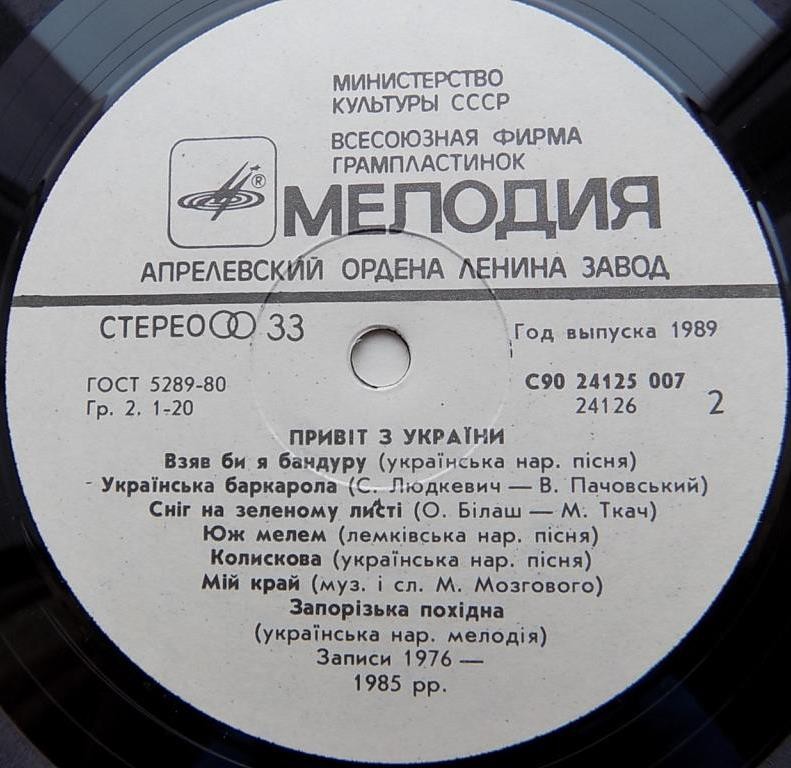 МИНИСТЕРСТВО
КУЛЬТУРЫ СССР
ВСЕСОЮЗНАЯ ФИРМА
ГРАМПЛАСТИНОК
® МЕЛОДИЯ
АПРЕЛЕВСКИЙ ОРДЕНА ЛЕНИНА ЗАВОД
СТЕРЕО 33
Год выпуска 1989
ГОСТ 5289-80
Гр. 2. 1-20
С90 24125 007
24126
2
ПРИВІТ З УКРАЇНИ
Взяв би я бандуру (українська нар. пісня)
Українська баркарола (С. Людкевич — В. Пачовський)
Сніг на зеленому листі (О. Білаш — М. Ткач)
Юж мелем (лемківська нар. пісня)
Колискова (українська нар. пісня)
Мій край (муз. і сл. М. Мозгового)
Запорізька похідна
(українська нар. мелодія)
Записи 1976 —
1985 рр.